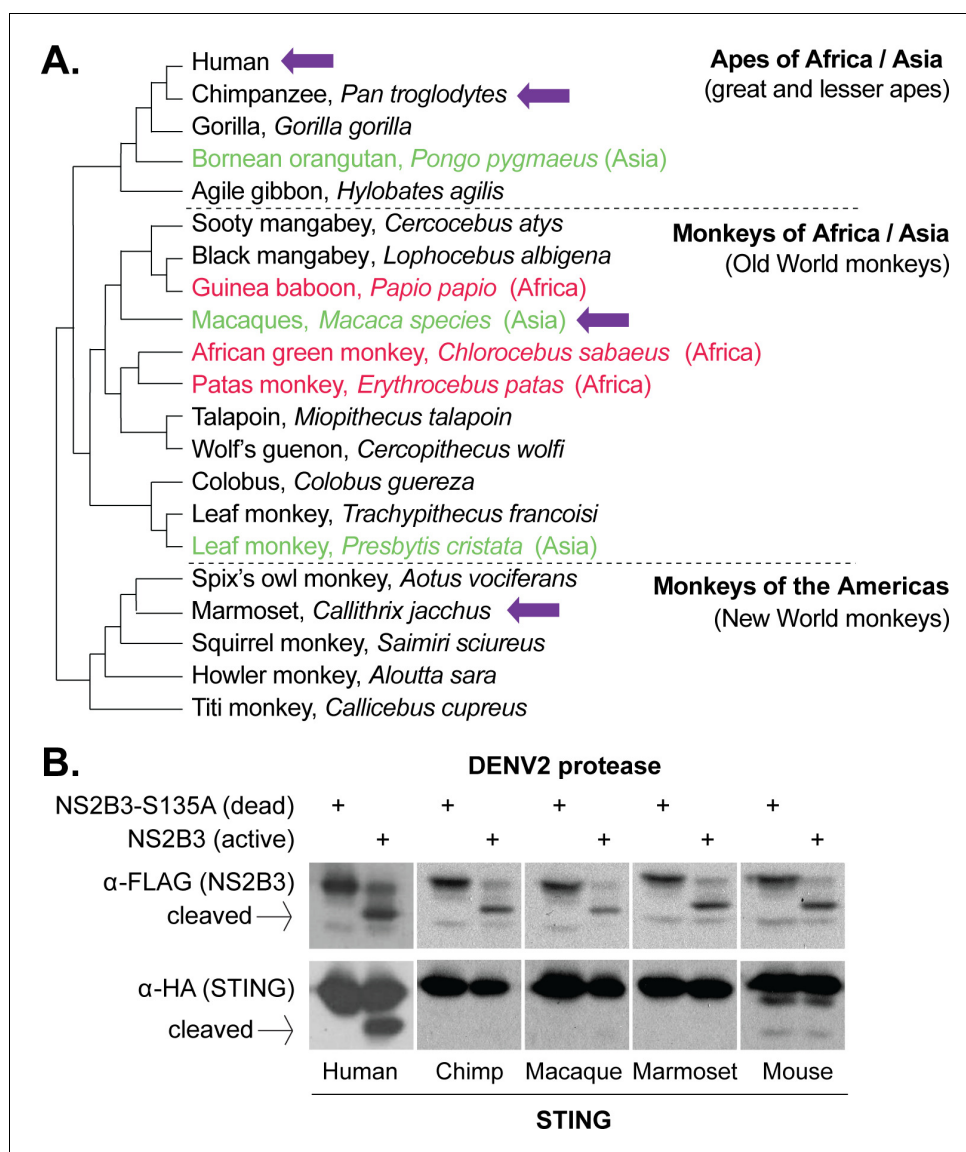 A.
Human
Chimpanzee, Pan troglodytes
Gorilla, Gorilla gorilla
Bornean orangutan, Pongo pygmaeus (Asia)
Agile gibbon, Hylobates agilis
Apes of Africa / Asia
(great and lesser apes)
Sooty mangabey, Cercocebus atys
Black mangabey, Lophocebus albigena
Guinea baboon, Papio papio (Africa)
Macaques, Macaca species (Asia)
African green monkey, Chlorocebus sabaeus (Africa)
Patas monkey, Erythrocebus patas (Africa)
Talapoin, Miopithecus talapoin
Wolf's guenon, Cercopithecus wolfi
Colobus, Colobus guereza
Leaf monkey, Trachypithecus francoisi
Leaf monkey, Presbytis cristata (Asia)
Monkeys of Africa / Asia
(Old World monkeys)
Spix's owl monkey, Aotus vociferans
Marmoset, Callithrix jacchus
Squirrel monkey, Saimiri sciureus
Howler monkey, Aloutta sara
Titi monkey, Callicebus cupreus
Monkeys of the Americas
(New World monkeys)
B.
DENV2 protease
NS2B3-S135A (dead) + + + + +
NS2B3 (active) + + + + +
α-FLAG (NS2B3)
cleaved
α-HA (STING)
cleaved
Human Chimp Macaque Marmoset Mouse
STING